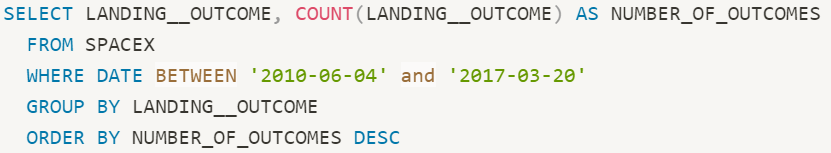 SELECT LANDING__OUTCOME, COUNT(LANDING__OUTCOME) AS NUMBER_OF_OUTCOMES
FROM SPACEX
WHERE DATE BETWEEN '2010-06-04' and '2017-03-20'
GROUP BY LANDING__OUTCOME
ORDER BY NUMBER_OF_OUTCOMES DESC